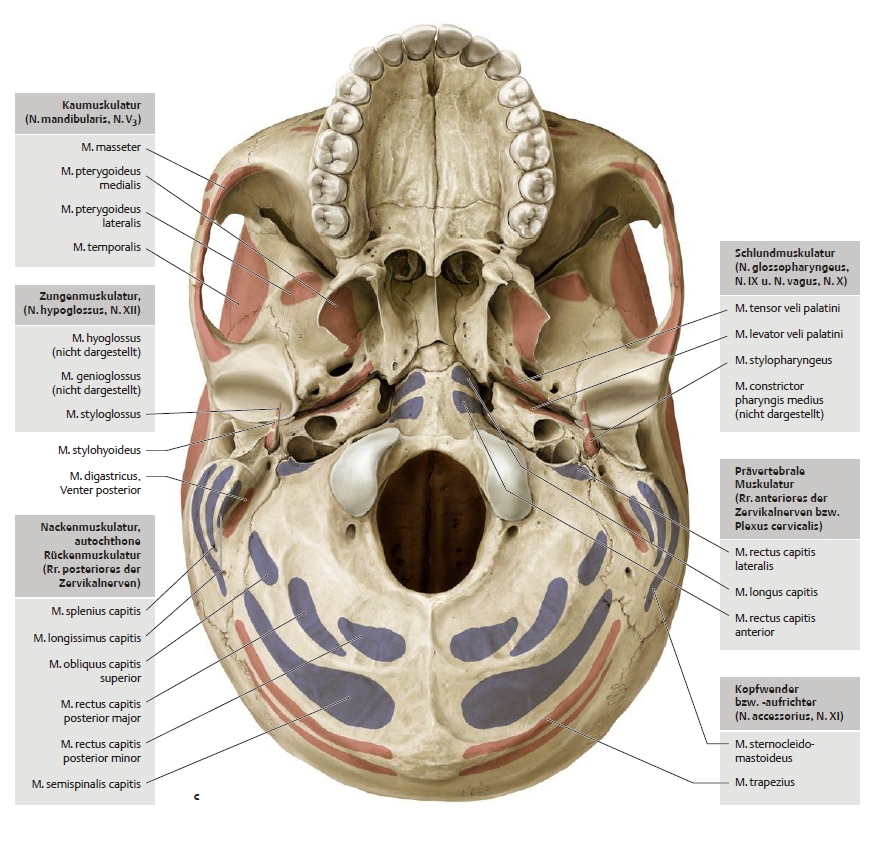 Kaumuskulatur
(N. mandibularis, N. V3)
M. masseter
M. pterygoideus
medialis
M. pterygoideus
lateralis
M. temporalis
Zungenmuskulatur,
(N. hypoglossus, N. XII)
M. hyoglossus
(nicht dargestellt)
M. genioglossus
(nicht dargestellt)
M. styloglossus
M. stylohyoideus
M. digastricus,
Venter posterior
Nackenmuskulatur,
autochthone
Rückenmuskulatur
(Rr. posteriores der
Zervikalnerven)
M. splenius capitis
M. longissimus capitis
M. obliquus capitis
superior
M. rectus capitis
posterior major
M. rectus capitis
posterior minor
M. semispinalis capitis
c
Schlundmuskulatur
(N. glossopharyngeus,
N. IX u. N. vagus, N. X)
M. tensor veli palatini
M. levator veli palatini
M. stylopharyngeus
M. constrictor
pharyngis medius
(nicht dargestellt)
Prävertebrale
Muskulatur
(Rr. anteriores der
Zervikalnerven bzw.
Plexus cervicalis)
M. rectus capitis
lateralis
M. longus capitis
M. rectus capitis
anterior
Kopfwender
bzw. -aufrichter
(N. accessorius, N. XI)
M. sternocleido-
mastoideus
M. trapezius